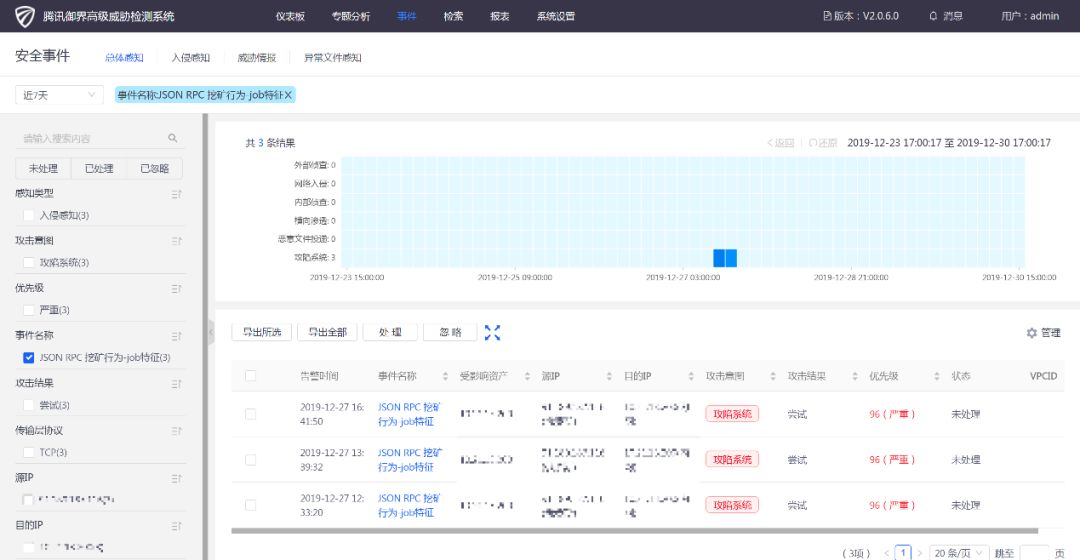 腾讯御界高级威胁检测系统 仪表板 专题分析 事件 检索 报表 系统设置 版本：V2.0.6.0 消息 用户：admin
安全事件 总体感知 入侵感知 威胁情报 异常文件感知
近7天 事件名称:JSON RPC 挖矿行为-job特征X
请输入搜索内容
未处理 已处理 已忽略
感知类型
入侵感知(3)
攻击意图
攻陷系统(3)
优先级
严重(3)
事件名称
JSON RPC 挖矿行为-job特征(3)
攻击结果
尝试(3)
传输层协议
TCP(3)
源IP
目的IP
共 3 条结果 <返回 还原 2019-12-23 17:00:17 至 2019-12-30 17:00:17
外部侦查: 0
网络入侵: 0
内部侦查: 0
横向渗透: 0
恶意文件投递: 0
攻陷系统: 3
2019-12-23 15:00:00 2019-12-25 09:00:00 2019-12-27 03:00:00 2019-12-28 21:00:00 2019-12-30 15:00:00
导出所选 导出全部 处 理 忽 略 管理
告警时间 事件名称 受影响资产 源IP 目的IP 攻击意图 攻击结果 优先级 状态 VPCID
2019-12-27 16: JSON RPC 挖矿
41:50 行为-job特征 攻陷系统 尝试 96（严重） 未处理
2019-12-27 13: JSON RPC 挖矿
39:32 行为-job特征 攻陷系统 尝试 96（严重） 未处理
2019-12-27 12: JSON RPC 挖矿
33:20 行为-job特征 攻陷系统 尝试 96（严重） 未处理
（3项） < 1 > 20 条/页 跳至 页